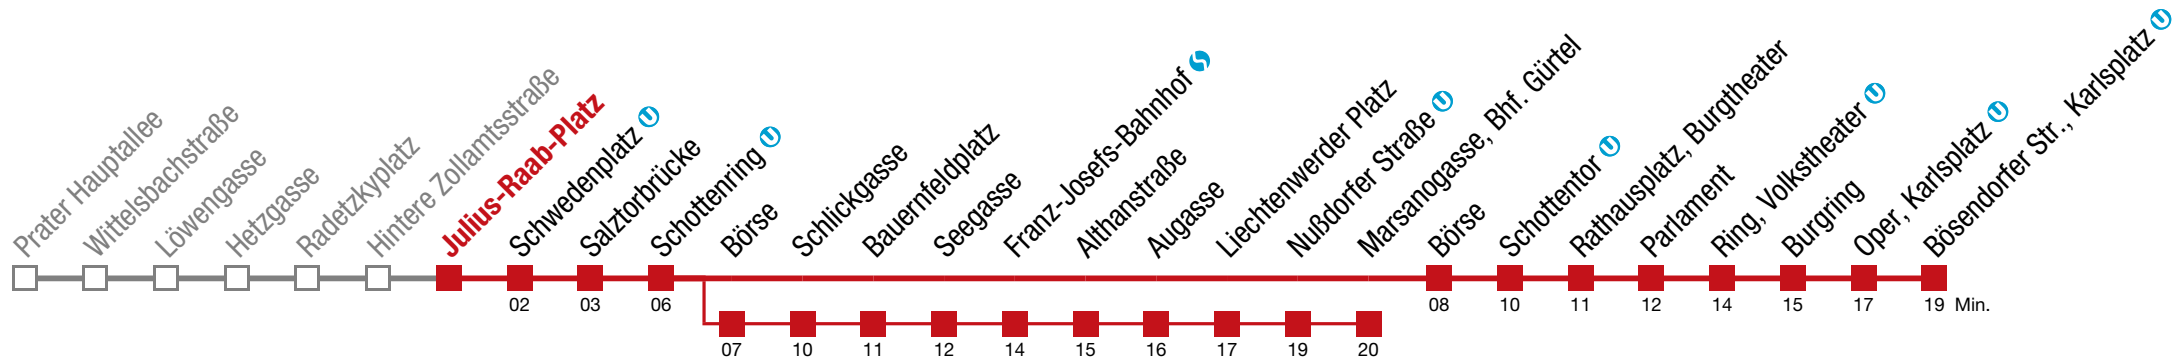 Prater Hauptallee
Wittelsbachstraße
Löwengasse
Hetzgasse
Radetzkyplatz
Hintere Zollamtsstraße
Julius-Raab-Platz
Schwedenplatz U
Salztorbrücke
Schottenring U
Börse
Schlickgasse
Bauernfeldplatz
Seegasse
Franz-Josefs-Bahnhof S
Althanstraße
Augasse
Liechtenwerder Platz
Nußdorfer Straße U
Marsanogasse, Bhf. Gürtel
Börse
Schottentor U
Rathausplatz, Burgtheater
Parlament
Ring, Volkstheater U
Burgring
Oper, Karlsplatz U
Bösendorfer Str., Karlsplatz U
02 03 06 08 10 11 12 14 15 17 19 Min.
07 10 11 12 14 15 16 17 19 20